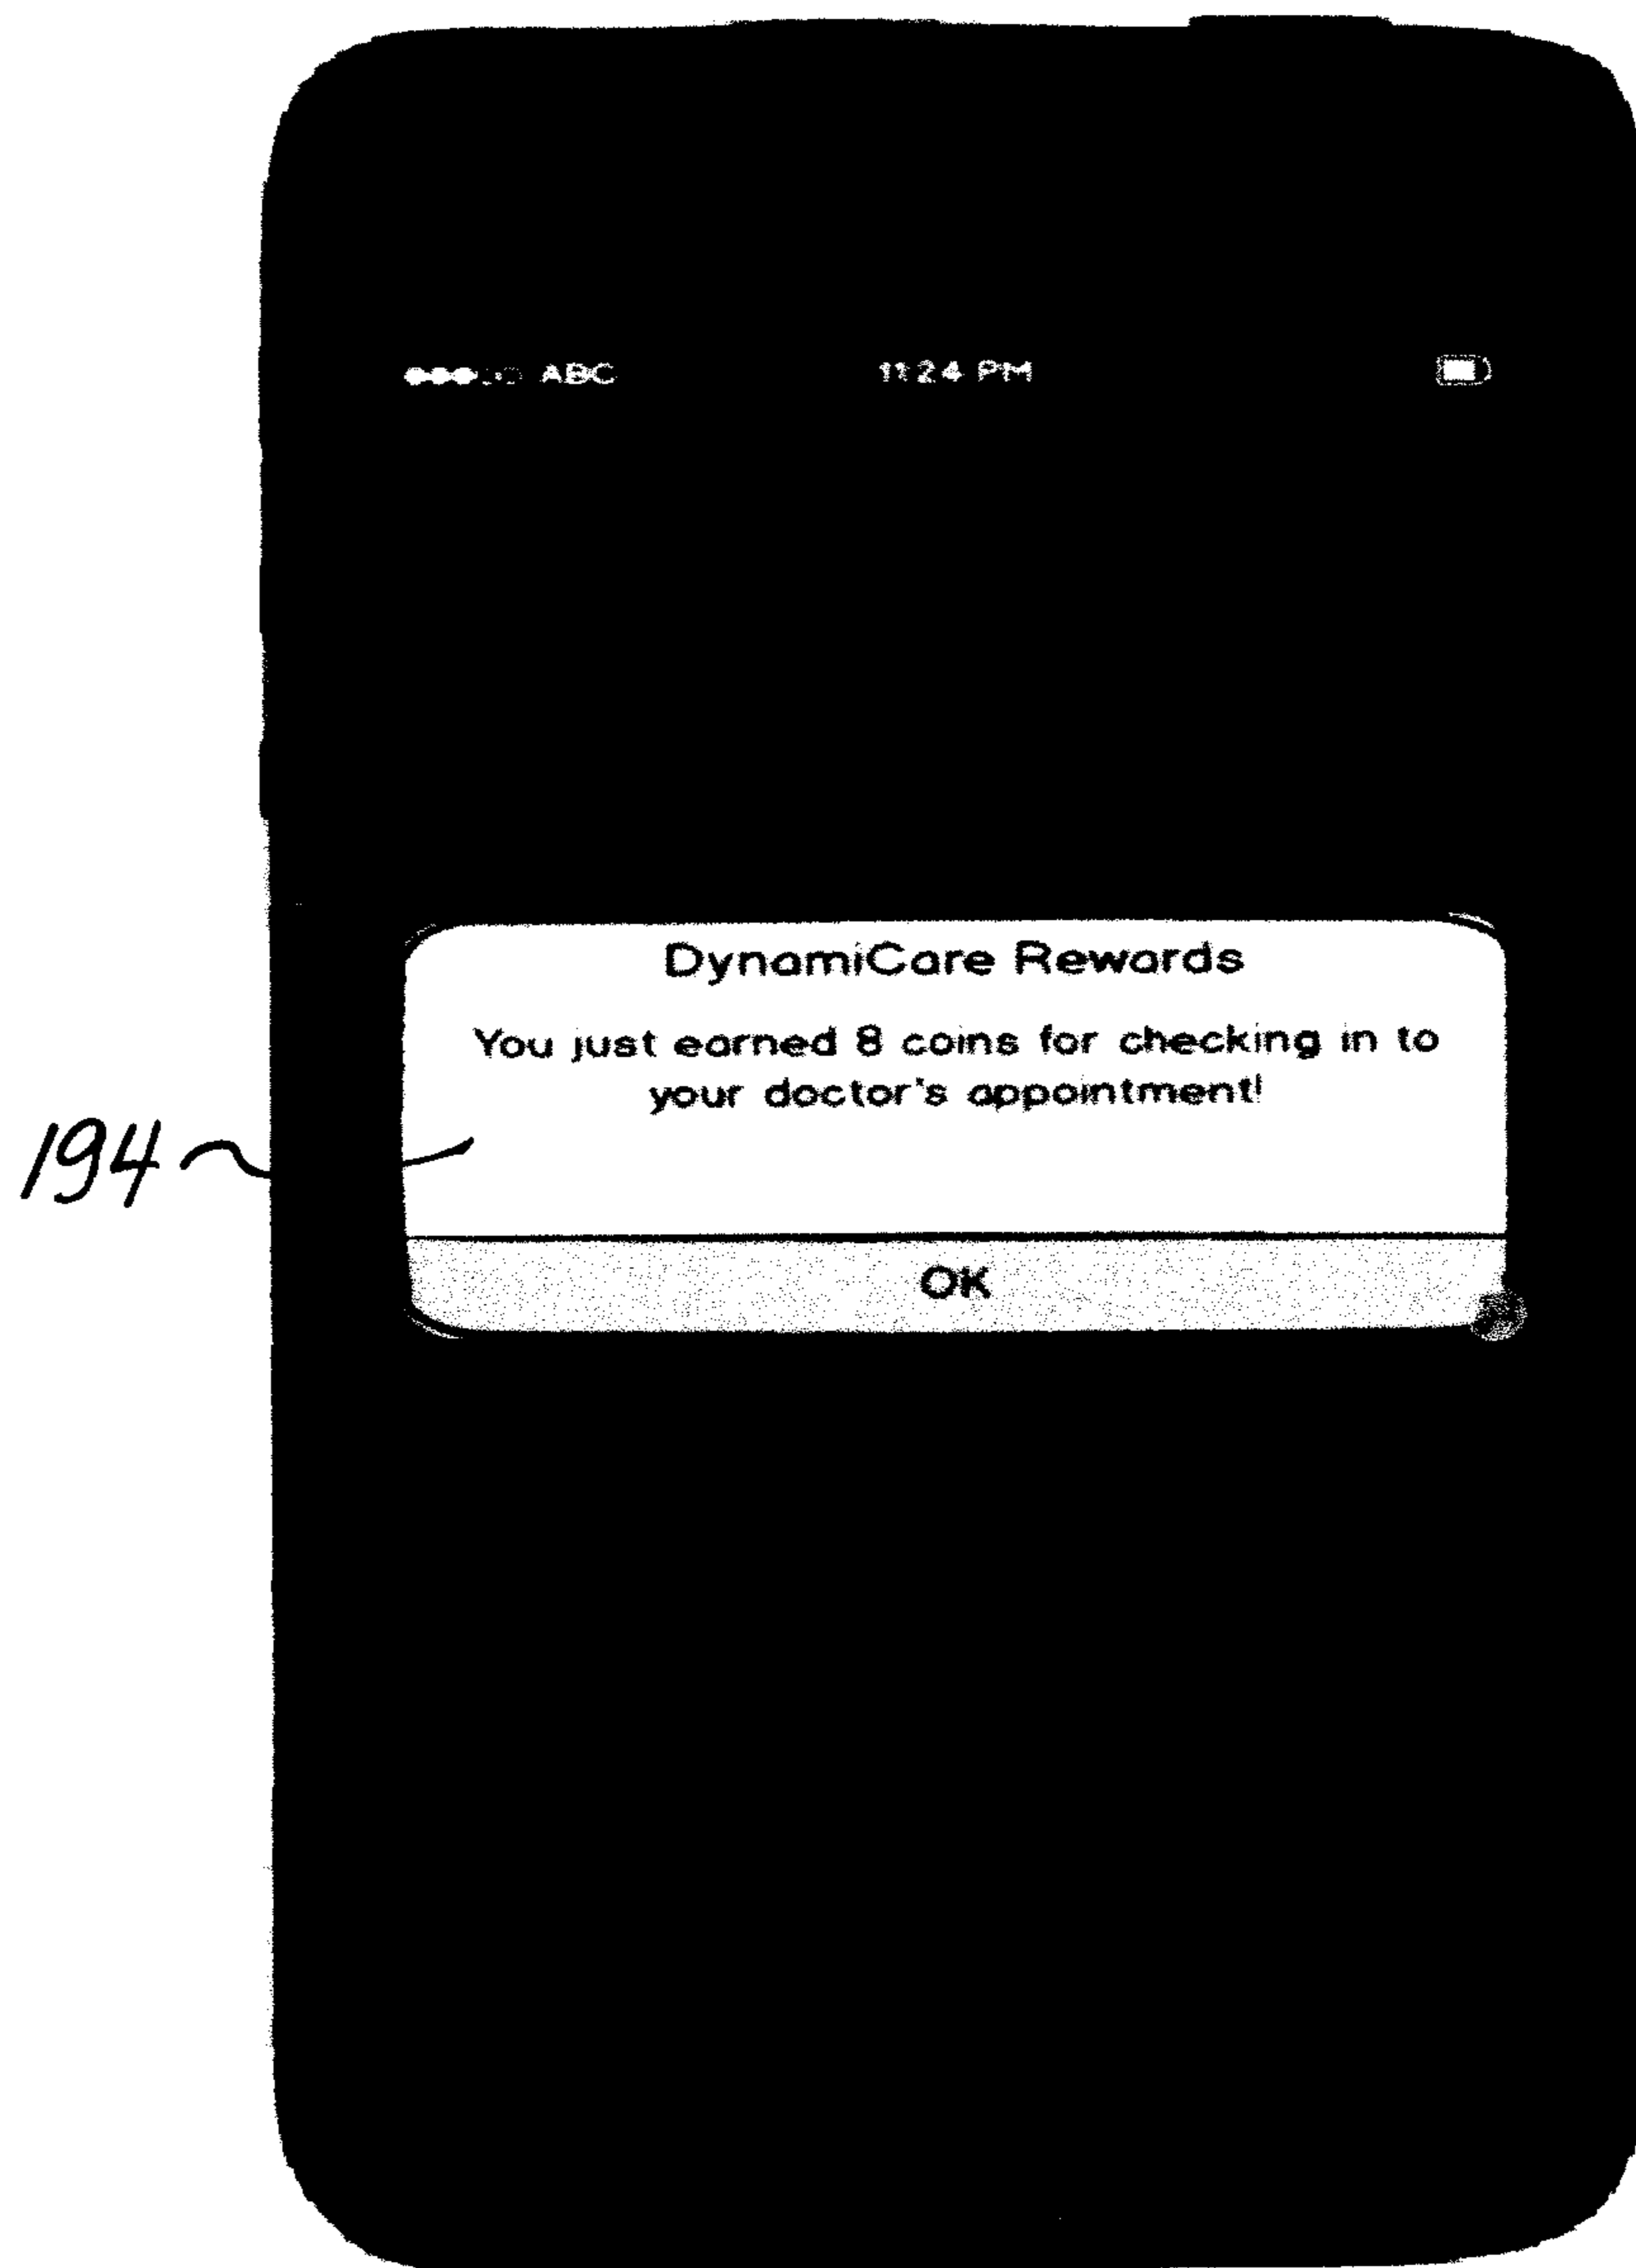 ABC 11:24 PM
DynamiCare Rewards
You just earned 8 coins for checking in to
your doctor's appointment!
194
OK